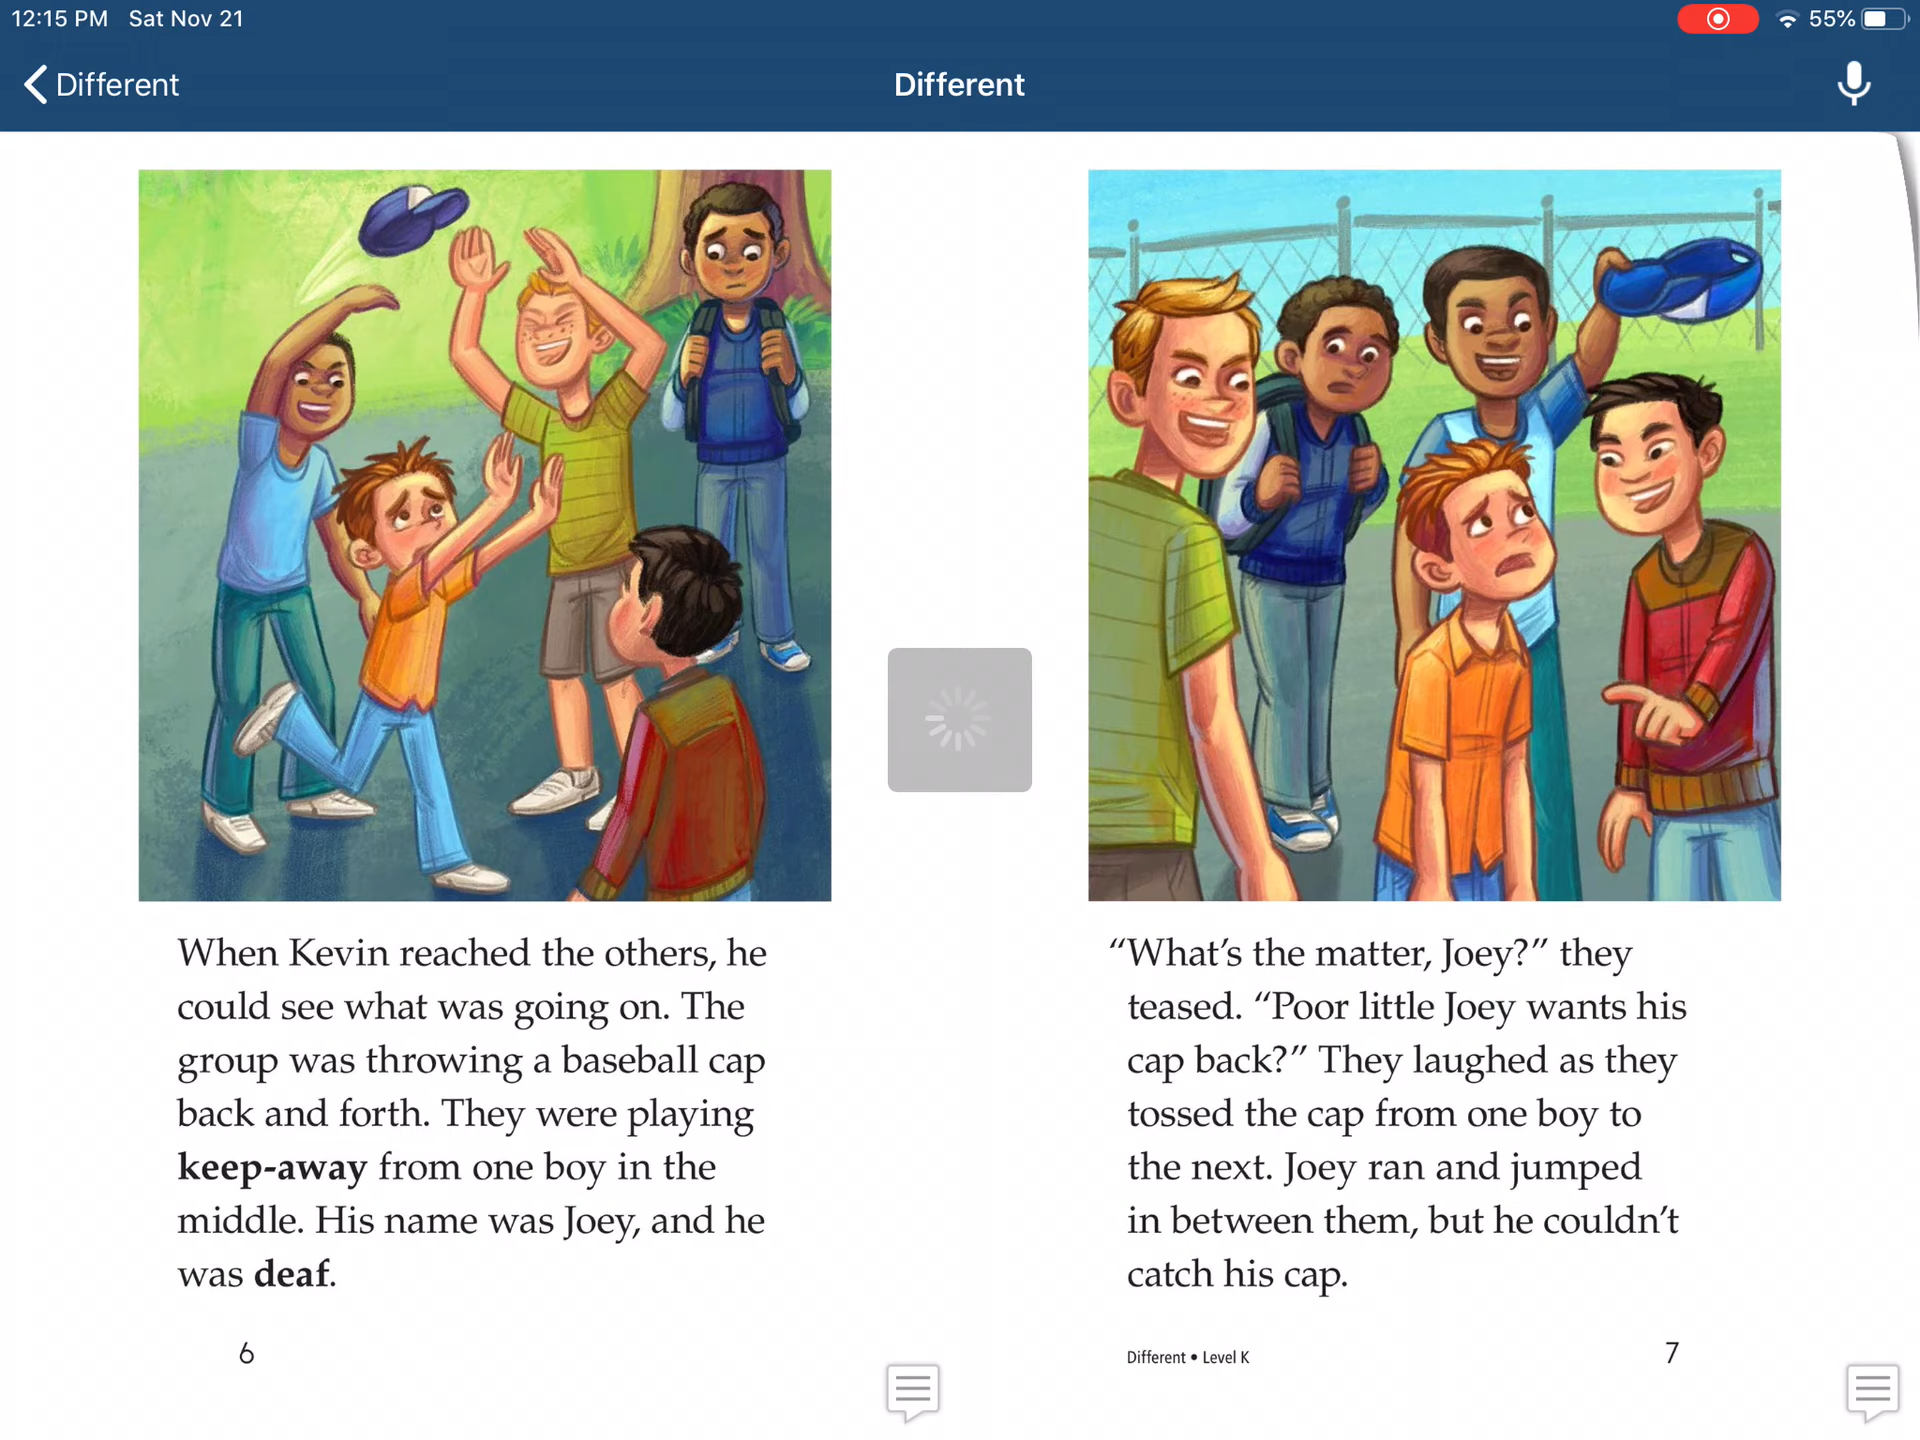 12:15 PM Sat Nov 21
55%
Different
Different
When Kevin reached the others, he
could see what was going on. The
group was throwing a baseball cap
back and forth. They were playing
keep-away from one boy in the
middle. His name was Joey, and he
was deaf.
6
“What’s the matter, Joey?” they
teased. “Poor little Joey wants his
cap back?” They laughed as they
tossed the cap from one boy to
the next. Joey ran and jumped
in between them, but he couldn’t
catch his cap.
Different • Level K
7